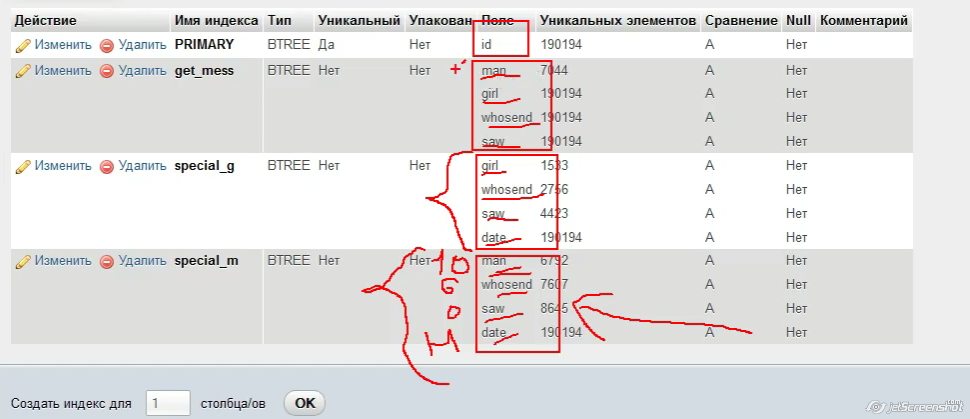 Действие Имя индекса Тип Уникальный Упакован Поле Уникальных элементов Сравнение Null Комментарий
Изменить Удалить PRIMARY BTREE Да Нет id 190194 A Нет
Изменить Удалить get_mess BTREE Нет Нет + man 7044 A Нет
girl 190194 A Нет
whosend 190194 A Нет
saw 190194 A Нет
Изменить Удалить special_g BTREE Нет Нет girl 1533 A Нет
whosend 2756 A Нет
saw 4423 A Нет
date 190194 A Нет
Изменить Удалить special_m BTREE Нет Нет 10 man 6792 A Нет
6 whosend 7607 A Нет
0 saw 8645 A Нет
date 190194 A Нет
Создать индекс для 1 столбца/ов OK
jetScreenshot